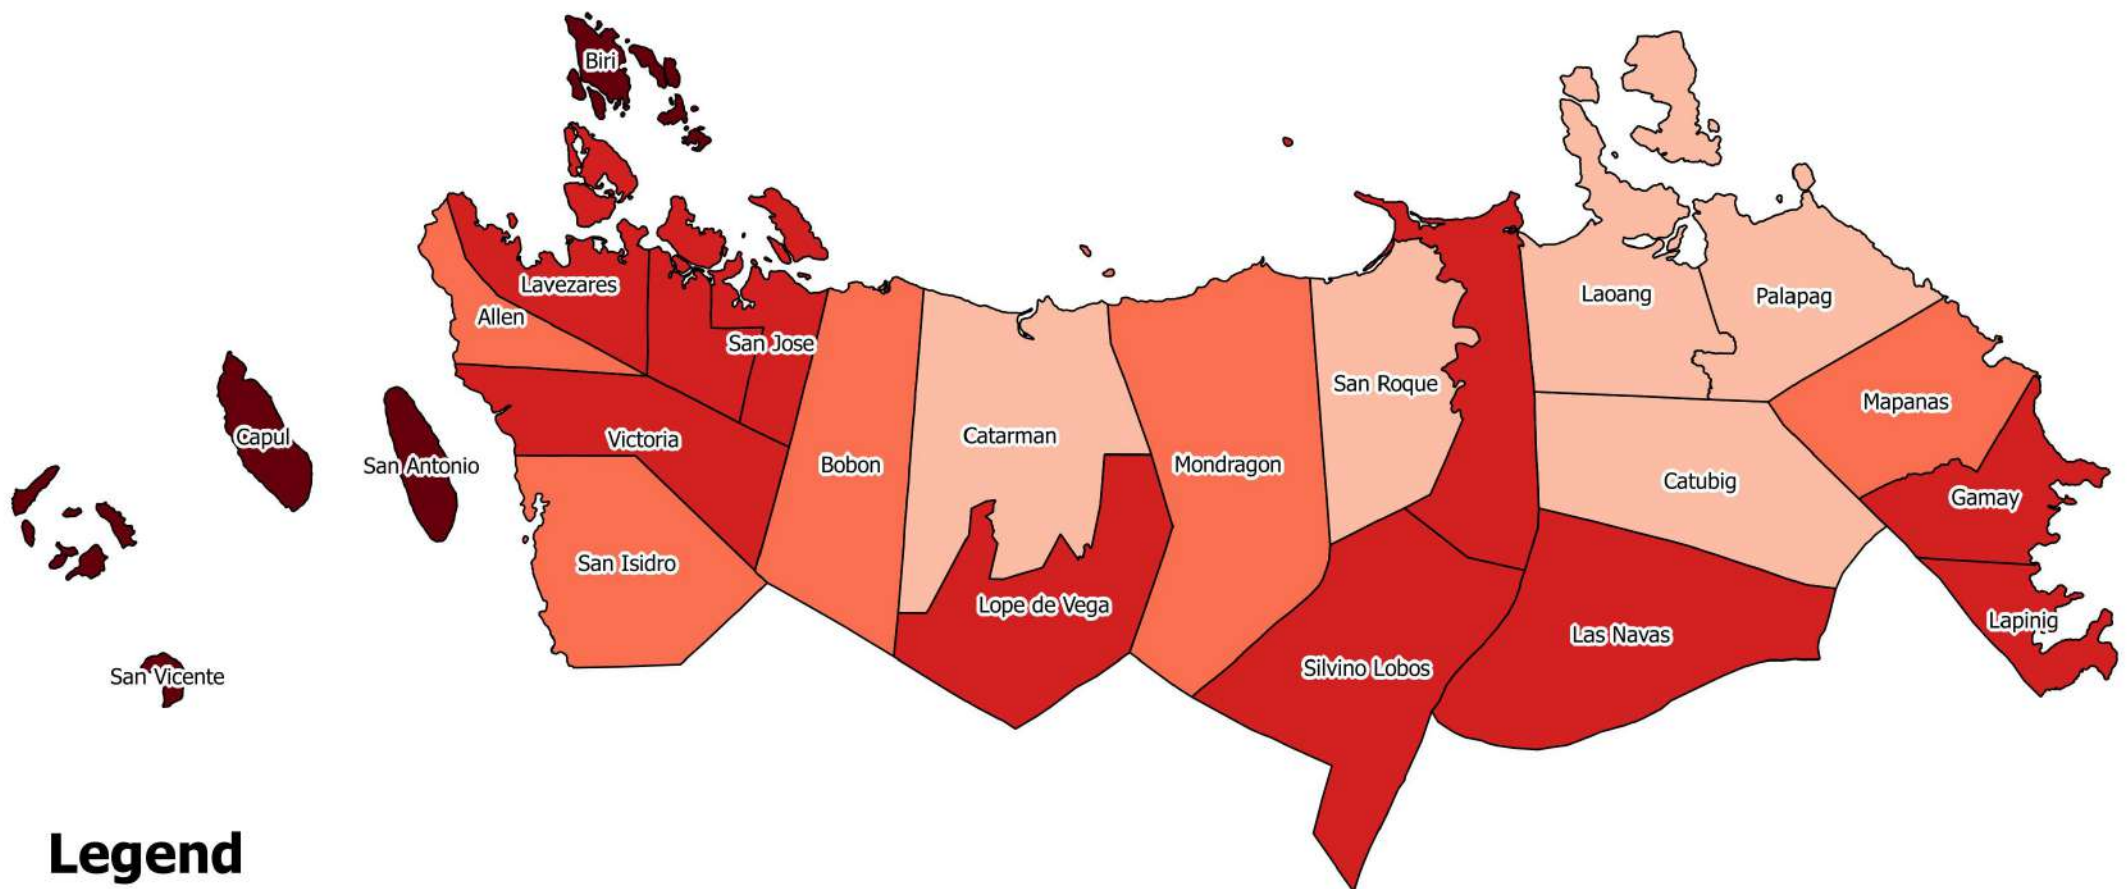 Biri
Lavezares
Allen
San Jose
Laoang
Palapag
San Roque
Mapanas
Capul
San Antonio
Victoria
Bobon
Catarman
Mondragon
Catubig
Gamay
San Isidro
Lope de Vega
Las Navas
Lapinig
San Vicente
Silvino Lobos
Legend